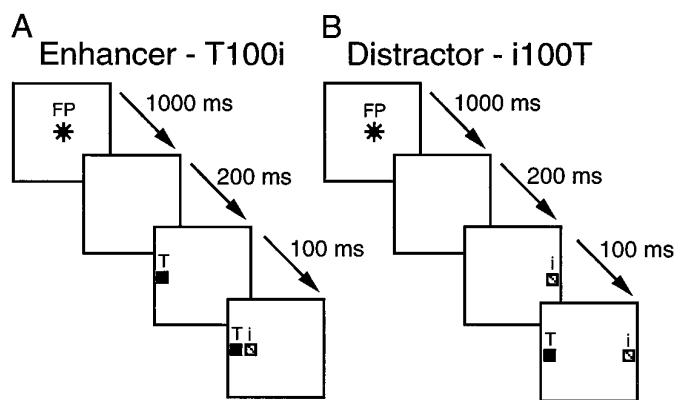 A
Enhancer - T100i
FP
1000 ms
200 ms
T
100 ms
T i
B
Distractor - i100T
FP
1000 ms
200 ms
i
100 ms
T i